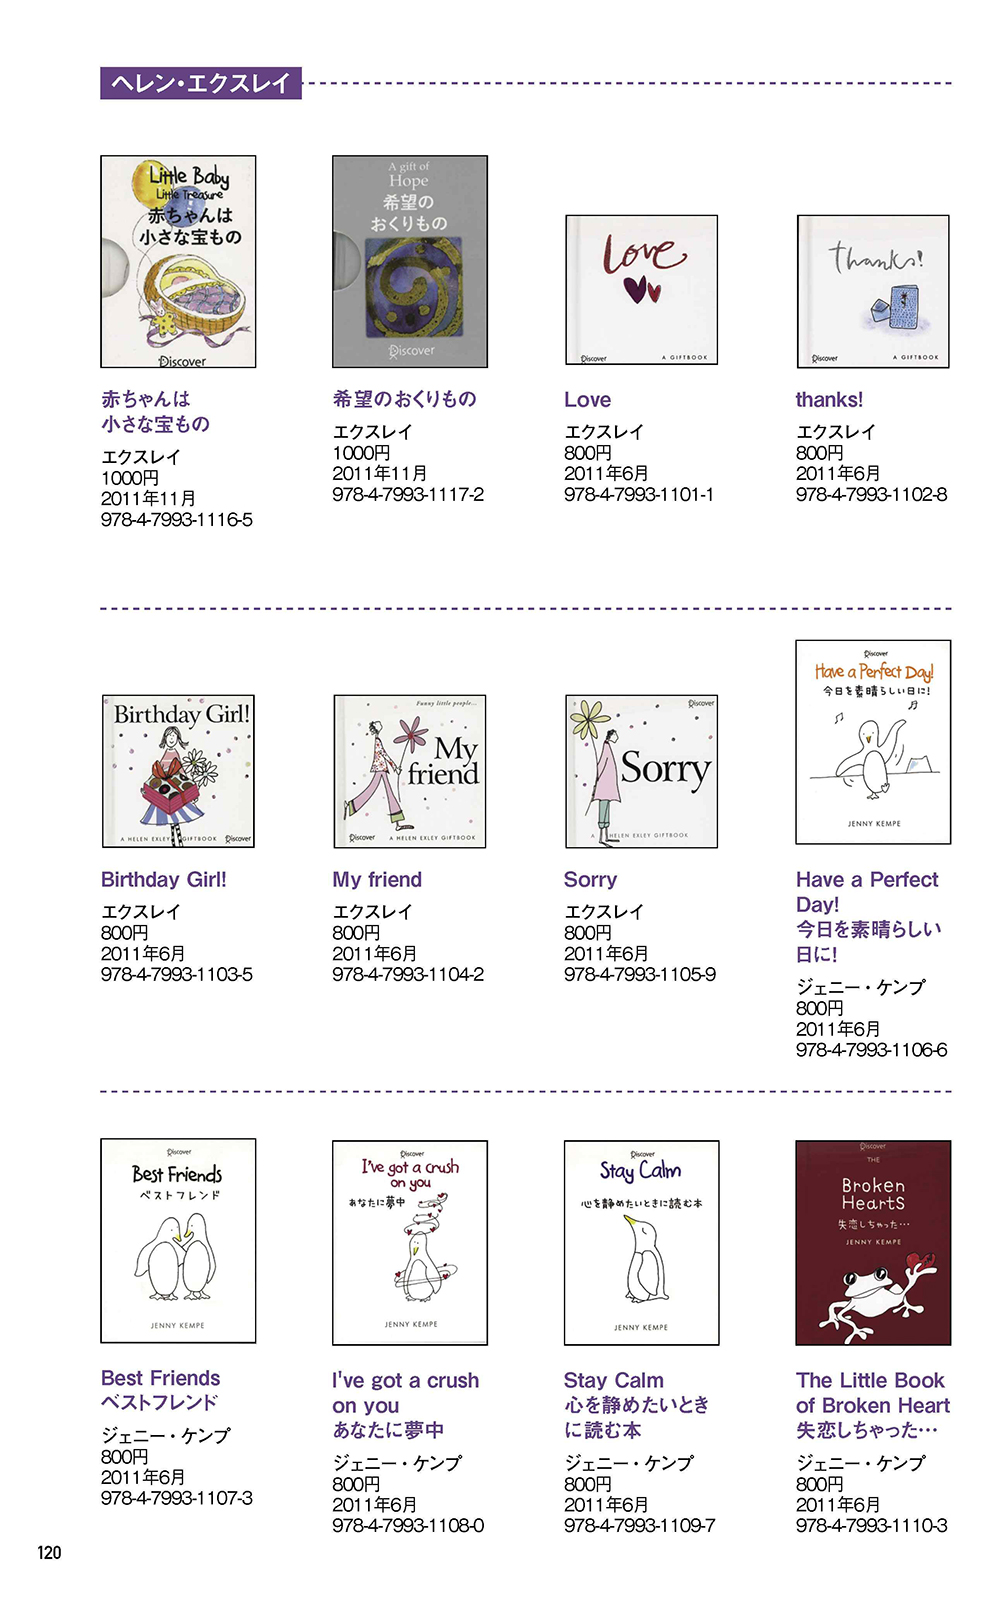 ヘレン・エクスレイ
Little Baby
Little Treasure
赤ちゃんは
小さな宝もの
Discover
赤ちゃんは
小さな宝もの
エクスレイ
1000円
2011年11月
978-4-7993-1116-5
A gift of
Hope
希望の
おくりもの
Discover
希望のおくりもの
エクスレイ
1000円
2011年11月
978-4-7993-1117-2
Love
Discover
A GIFTBOOK
Love
エクスレイ
800円
2011年6月
978-4-7993-1101-1
thanks!
Discover
A GIFTBOOK
thanks!
エクスレイ
800円
2011年6月
978-4-7993-1102-8
Birthday Girl!
A HELEN EXLEY GIFTBOOK
Discover
Birthday Girl!
エクスレイ
800円
2011年6月
978-4-7993-1103-5
Funny little people...
My
friend
Discover
A HELEN EXLEY GIFTBOOK
My friend
エクスレイ
800円
2011年6月
978-4-7993-1104-2
Discover
Sorry
A HELEN EXLEY GIFTBOOK
Sorry
エクスレイ
800円
2011年6月
978-4-7993-1105-9
Discover
Have a Perfect Day!
今日を素晴らしい日に!
JENNY KEMPE
Have a Perfect
Day!
今日を素晴らしい
日に!
ジェニー・ケンプ
800円
2011年6月
978-4-7993-1106-6
Discover
Best Friends
ベストフレンド
JENNY KEMPE
Best Friends
ベストフレンド
ジェニー・ケンプ
800円
2011年6月
978-4-7993-1107-3
Discover
I've got a crush
on you
あなたに夢中
JENNY KEMPE
I've got a crush
on you
あなたに夢中
ジェニー・ケンプ
800円
2011年6月
978-4-7993-1108-0
Discover
Stay Calm
心を静めたいときに読む本
JENNY KEMPE
Stay Calm
心を静めたいとき
に読む本
ジェニー・ケンプ
800円
2011年6月
978-4-7993-1109-7
Discover
THE
Broken
Hearts
失恋しちゃった…
JENNY KEMPE
The Little Book
of Broken Heart
失恋しちゃった…
ジェニー・ケンプ
800円
2011年6月
978-4-7993-1110-3
120